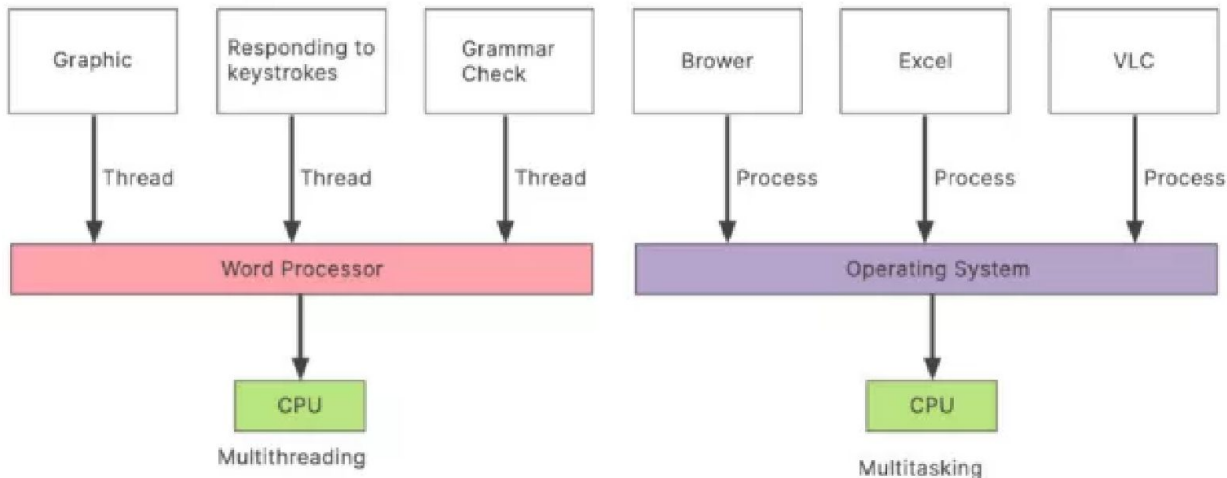 Graphic
Responding to
keystrokes
Grammar
Check
Brower
Excel
VLC
Thread
Thread
Thread
Process
Process
Process
Word Processor
Operating System
CPU
CPU
Multithreading
Multitasking